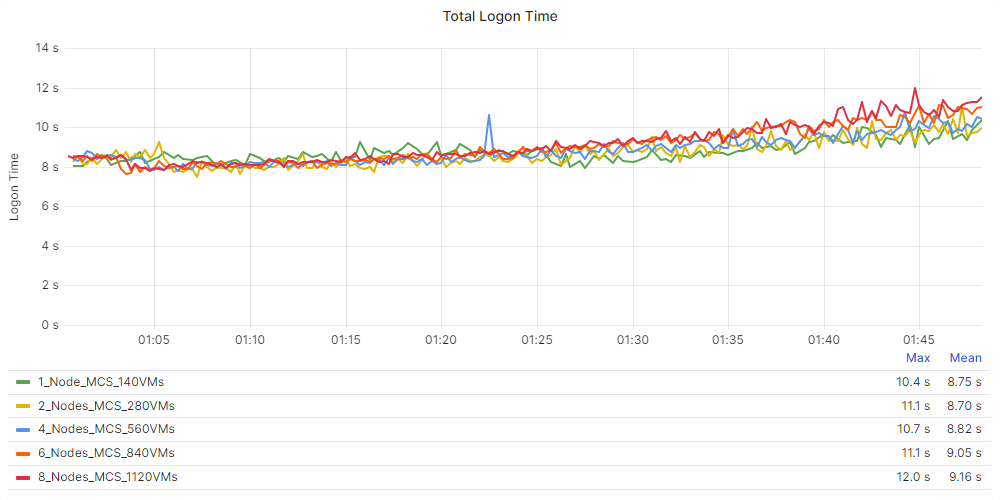 Total Logon Time
14 s
12 s
10 s
8 s
6 s
4 s
2 s
0 s
Logon Time
01:05 01:10 01:15 01:20 01:25 01:30 01:35 01:40 01:45
Max Mean
1_Node_MCS_140VMs 10.4 s 8.75 s
2_Nodes_MCS_280VMs 11.1 s 8.70 s
4_Nodes_MCS_560VMs 10.7 s 8.82 s
6_Nodes_MCS_840VMs 11.1 s 9.05 s
8_Nodes_MCS_1120VMs 12.0 s 9.16 s